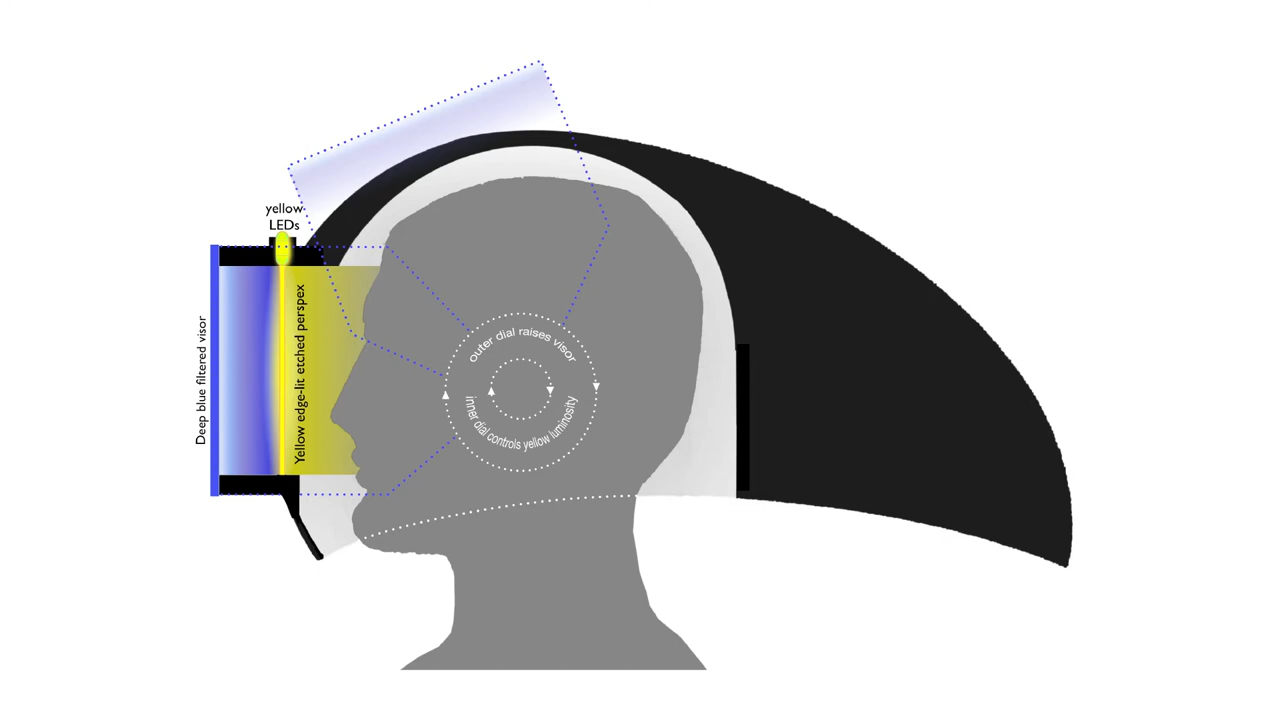 yellow
LEDs
Deep blue filtered visor
Yellow edge-lit etched perspex
outer dial raises visor
inner dial controls yellow luminosity